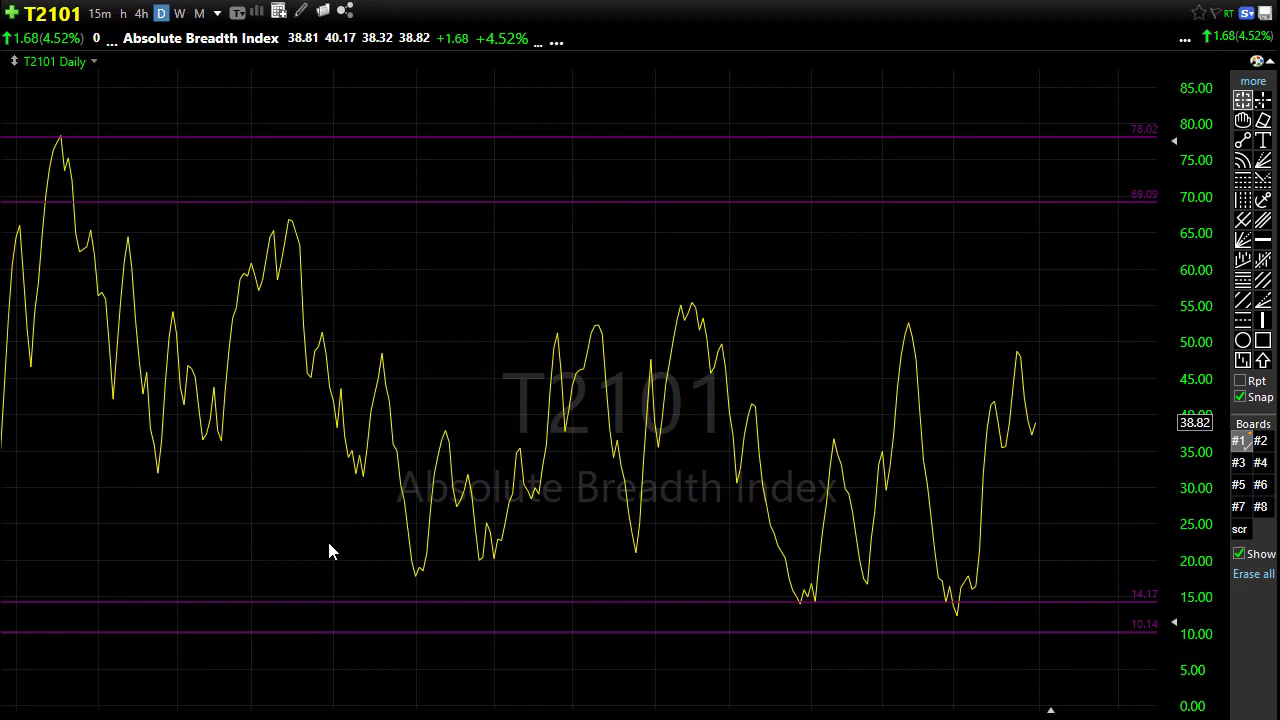 T2101 15m h 4h D W M T RT S
1.68(4.52%) 0 ... Absolute Breadth Index 38.81 40.17 38.32 38.82 +1.68 +4.52% ... ... ... 1.68(4.52%)
T2101 Daily
more
85.00
80.00
78.02
75.00
70.00
69.09
65.00
60.00
55.00
50.00
45.00
40.00
38.82
35.00
30.00
25.00
20.00
15.00
14.17
10.14
10.00
5.00
0.00
T2101
Absolute Breadth Index
T
Rpt
Snap
Boards
#1 #2
#3 #4
#5 #6
#7 #8
scr
Show
Erase all